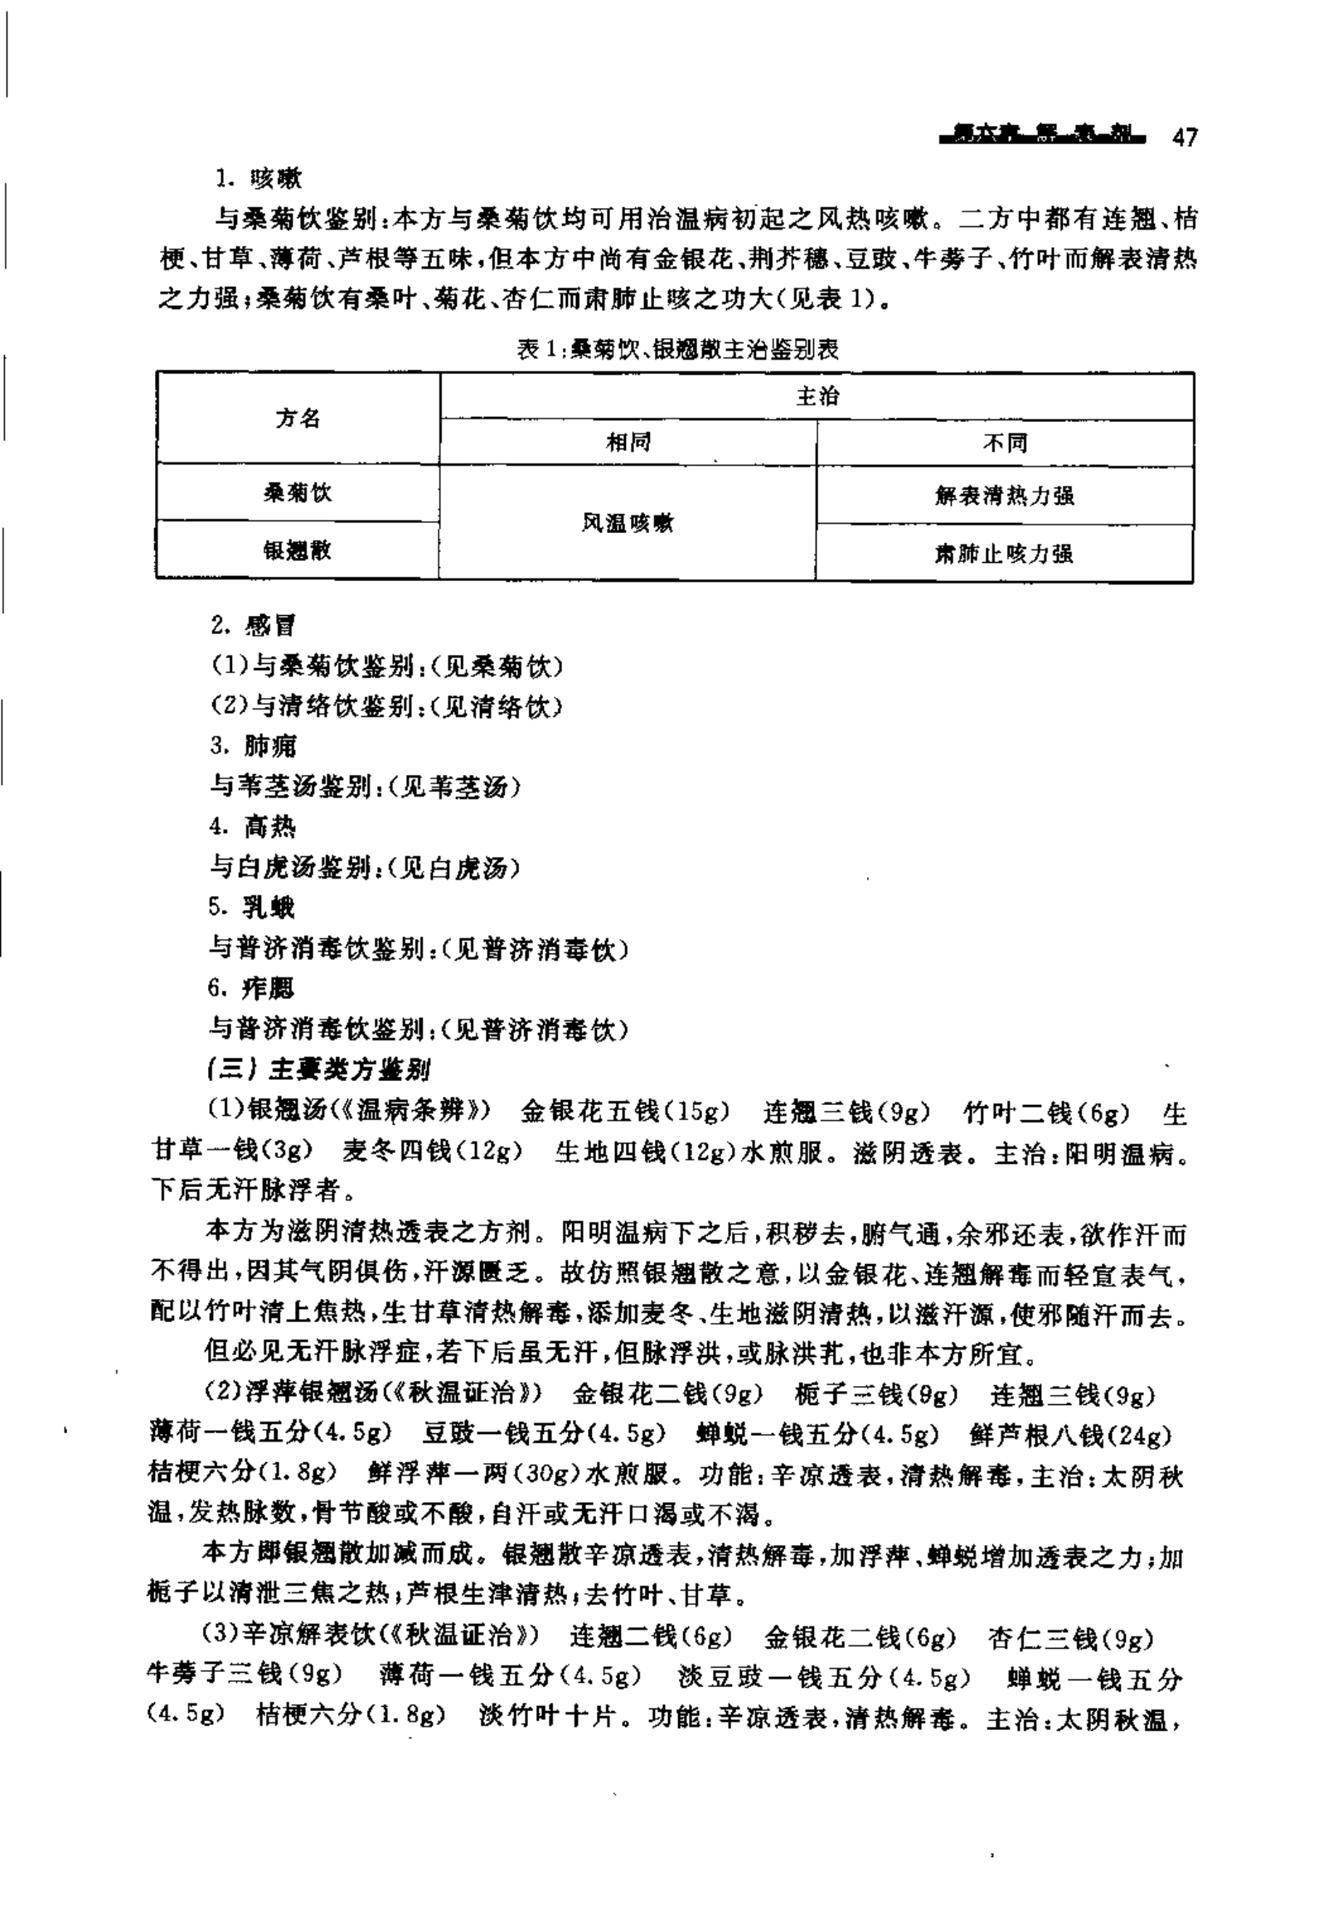 第六章 解表剂 47
1. 咳嗽
与桑菊饮鉴别:本方与桑菊饮均可用治温病初起之风热咳嗽。二方中都有连翘、桔
梗、甘草、薄荷、芦根等五味,但本方中尚有金银花、荆芥穗、豆豉、牛蒡子、竹叶而解表清热
之力强;桑菊饮有桑叶、菊花、杏仁而肃肺止咳之功大(见表1)。
表1:桑菊饮、银翘散主治鉴别表
方名 主治
相同 不同
桑菊饮 风温咳嗽 解表清热力强
银翘散 肃肺止咳力强
2. 感冒
(1)与桑菊饮鉴别:(见桑菊饮)
(2)与清络饮鉴别:(见清络饮)
3. 肺痈
与苇茎汤鉴别:(见苇茎汤)
4. 高热
与白虎汤鉴别:(见白虎汤)
5. 乳蛾
与普济消毒饮鉴别:(见普济消毒饮)
6. 痄腮
与普济消毒饮鉴别:(见普济消毒饮)
(三)主要类方鉴别
(1)银翘汤(《温病条辨》) 金银花五钱(15g) 连翘三钱(9g) 竹叶二钱(6g) 生
甘草一钱(3g) 麦冬四钱(12g) 生地四钱(12g)水煎服。滋阴透表。主治:阳明温病。
下后无汗脉浮者。
本方为滋阴清热透表之方剂。阳明温病下之后,积秽去,腑气通,余邪还表,欲作汗而
不得出,因其气阴俱伤,汗源匮乏。故仿照银翘散之意,以金银花、连翘解毒而轻宣表气,
配以竹叶清上焦热,生甘草清热解毒,添加麦冬、生地滋阴清热,以滋汗源,使邪随汗而去。
但必见无汗脉浮症,若下后虽无汗,但脉浮洪,或脉洪芤,也非本方所宜。
(2)浮萍银翘汤(《秋温证治》) 金银花二钱(9g) 栀子三钱(9g) 连翘三钱(9g)
薄荷一钱五分(4.5g) 豆豉一钱五分(4.5g) 蝉蜕一钱五分(4.5g) 鲜芦根八钱(24g)
桔梗六分(1.8g) 鲜浮萍一两(30g)水煎服。功能:辛凉透表,清热解毒,主治:太阴秋
温,发热脉数,骨节酸或不酸,自汗或无汗口渴或不渴。
本方即银翘散加减而成。银翘散辛凉透表,清热解毒,加浮萍、蝉蜕增加透表之力;加
栀子以清泄三焦之热;芦根生津清热;去竹叶、甘草。
(3)辛凉解表饮(《秋温证治》) 连翘二钱(6g) 金银花二钱(6g) 杏仁三钱(9g)
牛蒡子三钱(9g) 薄荷一钱五分(4.5g) 淡豆豉一钱五分(4.5g) 蝉蜕一钱五分
(4.5g) 桔梗六分(1.8g) 淡竹叶十片。功能:辛凉透表,清热解毒。主治:太阴秋温,